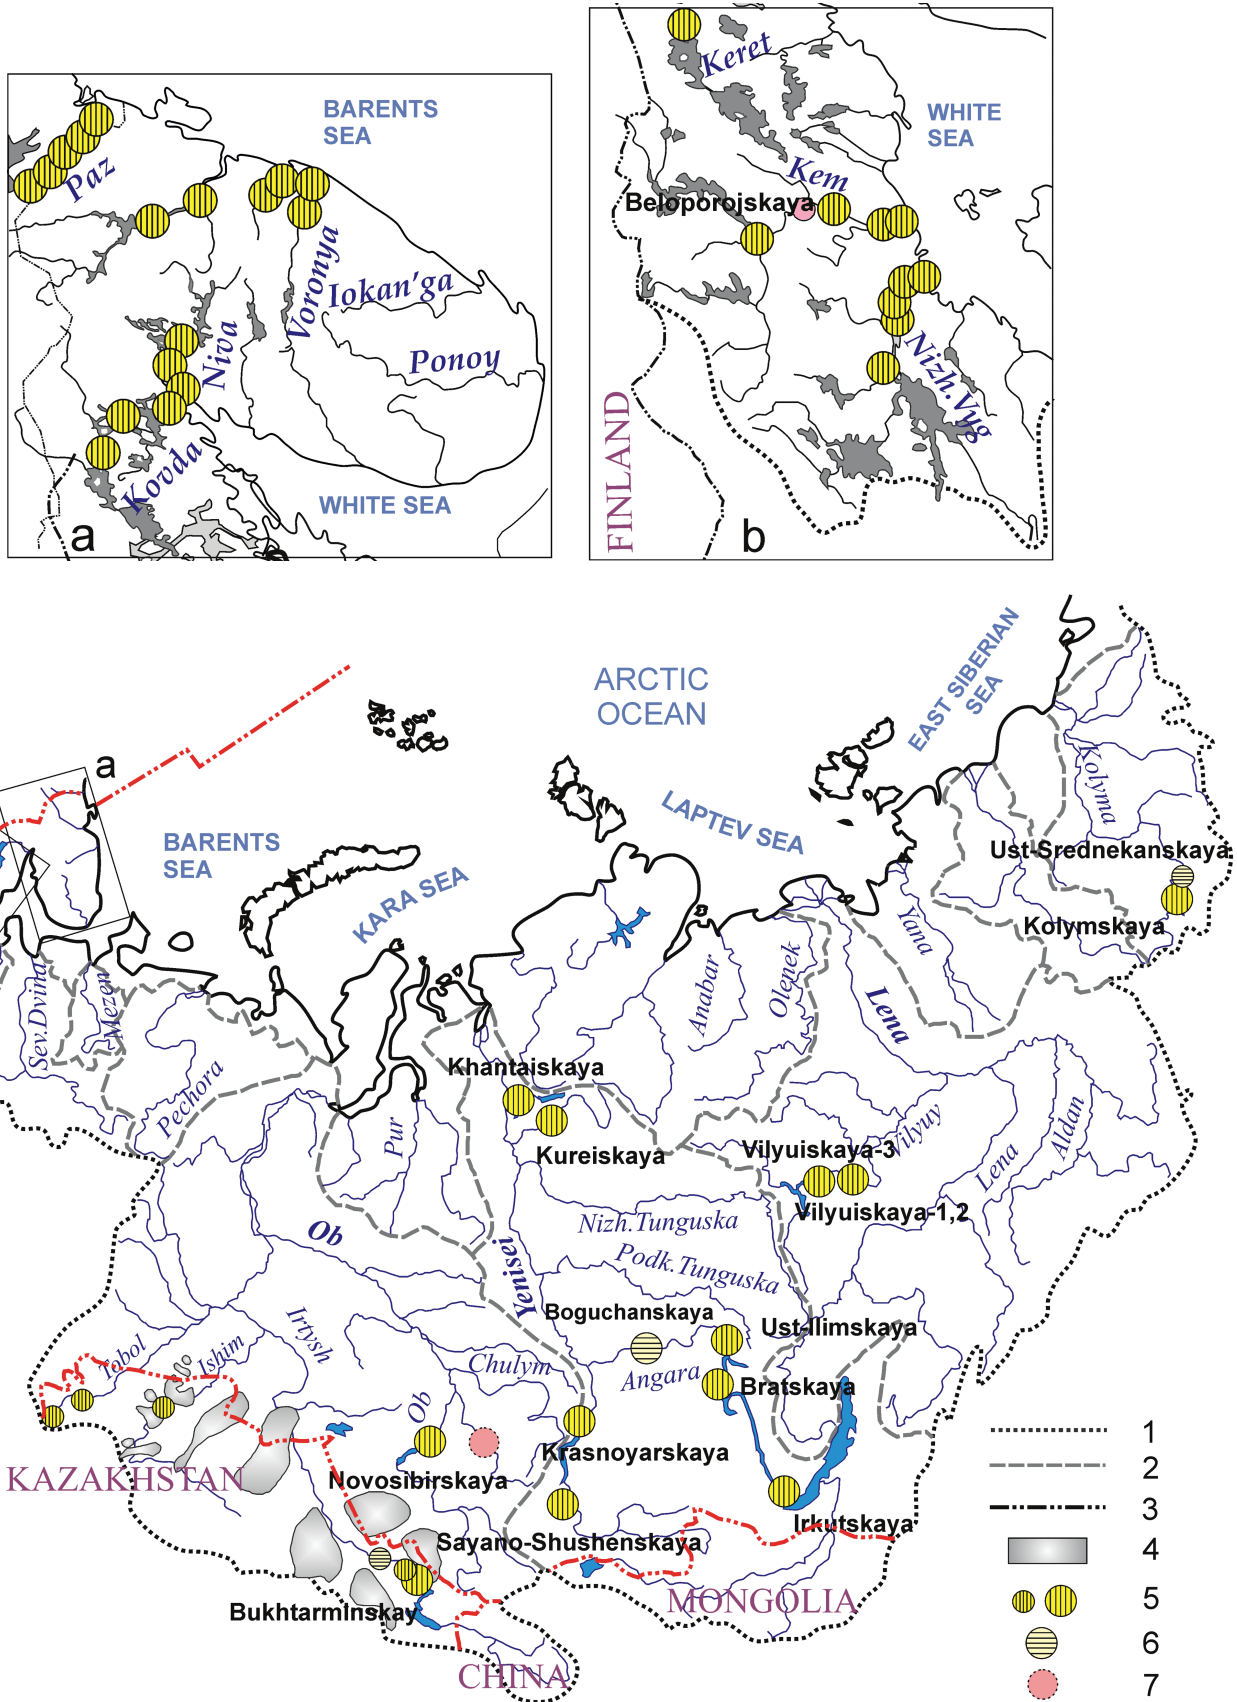 BARENTS
SEA
Paz
Voronya
Iokan'ga
Ponoy
Niva
Kovda
WHITE SEA
a
Keret
WHITE
SEA
Kem
Beloporojskaya
Nizh.Vyg
FINLAND
b
ARCTIC
OCEAN
EAST SIBERIAN
SEA
a
BARENTS
SEA
KARA SEA
LAPTEV SEA
Kolyma
Ust-Srednekanskaya
Kolymskaya
Yana
Sev.Dvina
Mezen
Anabar
Olenek
Lena
Pechora
Khantaiskaya
Pur
Kureiskaya
Vilyuy
Aldan
Vilyuiskaya-3
Lena
Vilyuiskaya-1,2
Nizh.Tunguska
Ob
Yenisei
Podk.Tunguska
Boguchanskaya
Ust-Ilimskaya
Tobol
Ishim
Irtysh
Chulym
Angara
Bratskaya
Ob
Krasnoyarskaya
KAZAKHSTAN
Novosibirskaya
Irkutskaya
Sayano-Shushenskaya
MONGOLIA
BukhtarmInskay
CHINA
1
2
3
4
5
6
7